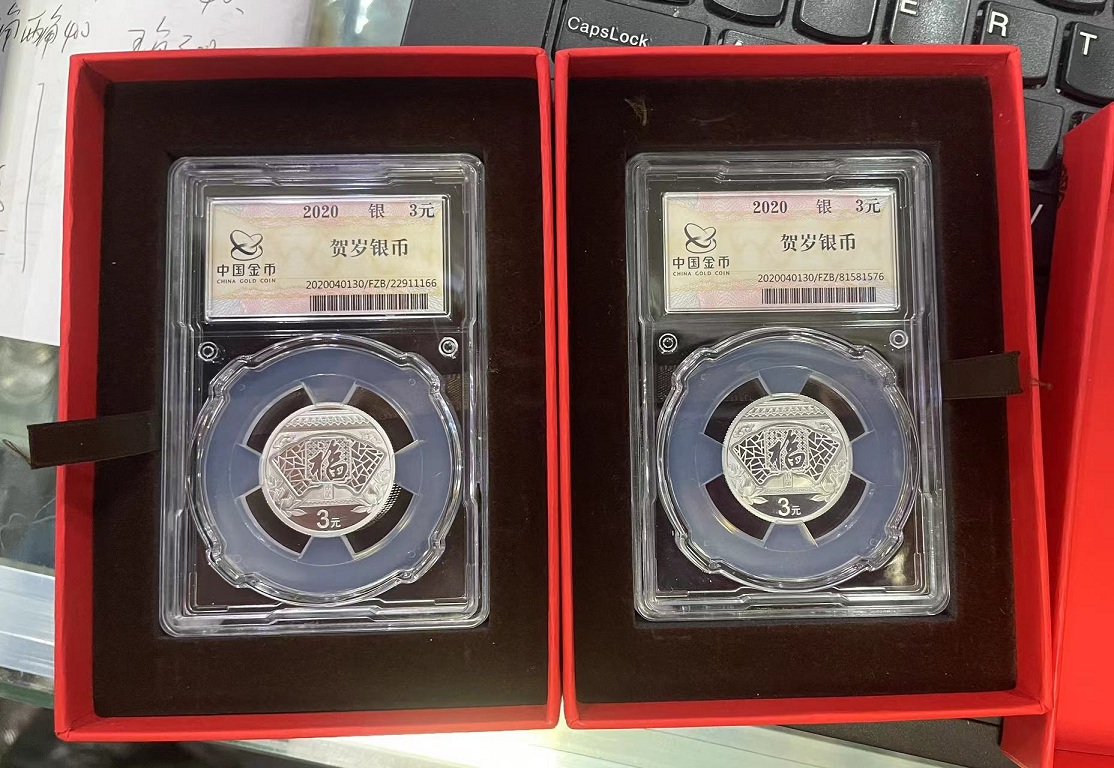 CapsLock
E
R
T
2020 银 3元
贺岁银币
中国金币
CHINA GOLD COIN
2020040130/FZB/22911166
福
3元
2020 银 3元
贺岁银币
中国金币
CHINA GOLD COIN
2020040130/FZB/81581576
福
3元